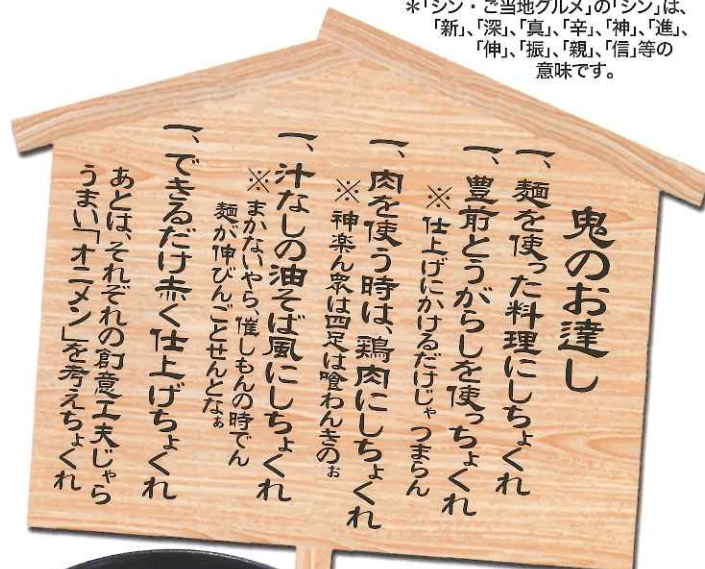 *「シン・ご当地グルメ」の「シン」は、
「新」、「深」、「真」、「辛」、「神」、「進」、
「伸」、「振」、「親」、「信」等の
意味です。
鬼のお達し
一、麺を使った料理にしちょくれ
一、豊前とうがらしを使っちょくれ
※仕上げにかけるだけじゃつまらん
一、肉を使う時は、鶏肉にしちょくれ
※神楽ん衆は四足は喰わんきのぉ
一、汁なしの油そば風にしちょくれ
※まかないやら、催しもんの時でん
麺が伸びんごとせんとなぁ
一、できるだけ赤く仕上げちょくれ
あとは、それぞれの創意工夫じゃら
うまい「オニメン」を考えちょくれ